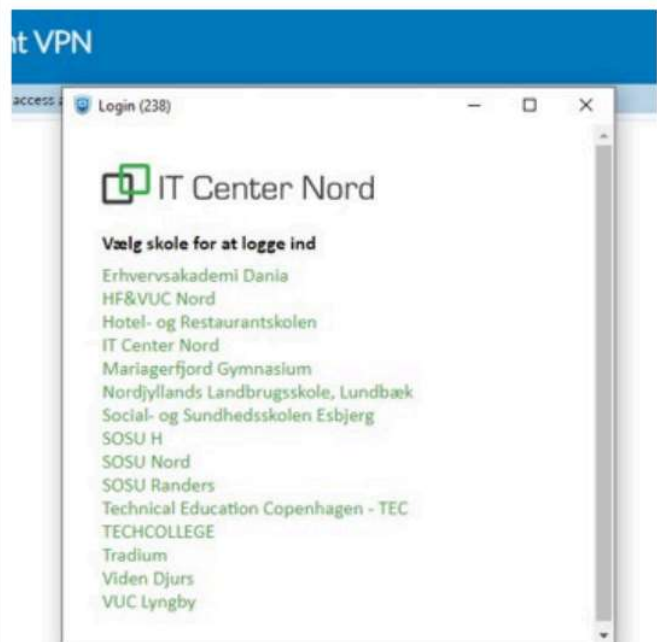 nt VPN
access a
Login (238)
IT Center Nord
Vælg skole for at logge ind
Erhvervsakademi Dania
HF&VUC Nord
Hotel- og Restaurantskolen
IT Center Nord
Mariagerfjord Gymnasium
Nordjyllands Landbrugsskole, Lundbæk
Social- og Sundhedsskolen Esbjerg
SOSU H
SOSU Nord
SOSU Randers
Technical Education Copenhagen - TEC
TECHCOLLEGE
Tradium
Viden Djurs
VUC Lyngby